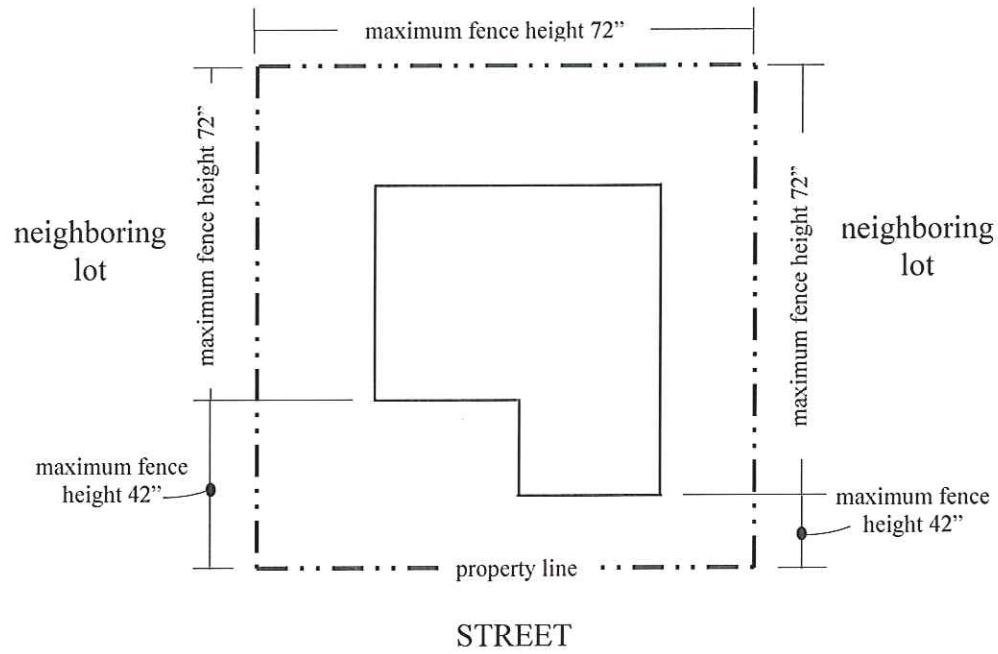 maximum fence height 72”
maximum fence height 72”
maximum fence height 72”
neighboring
lot
neighboring
lot
maximum fence
height 42”
maximum fence
height 42”
property line
STREET